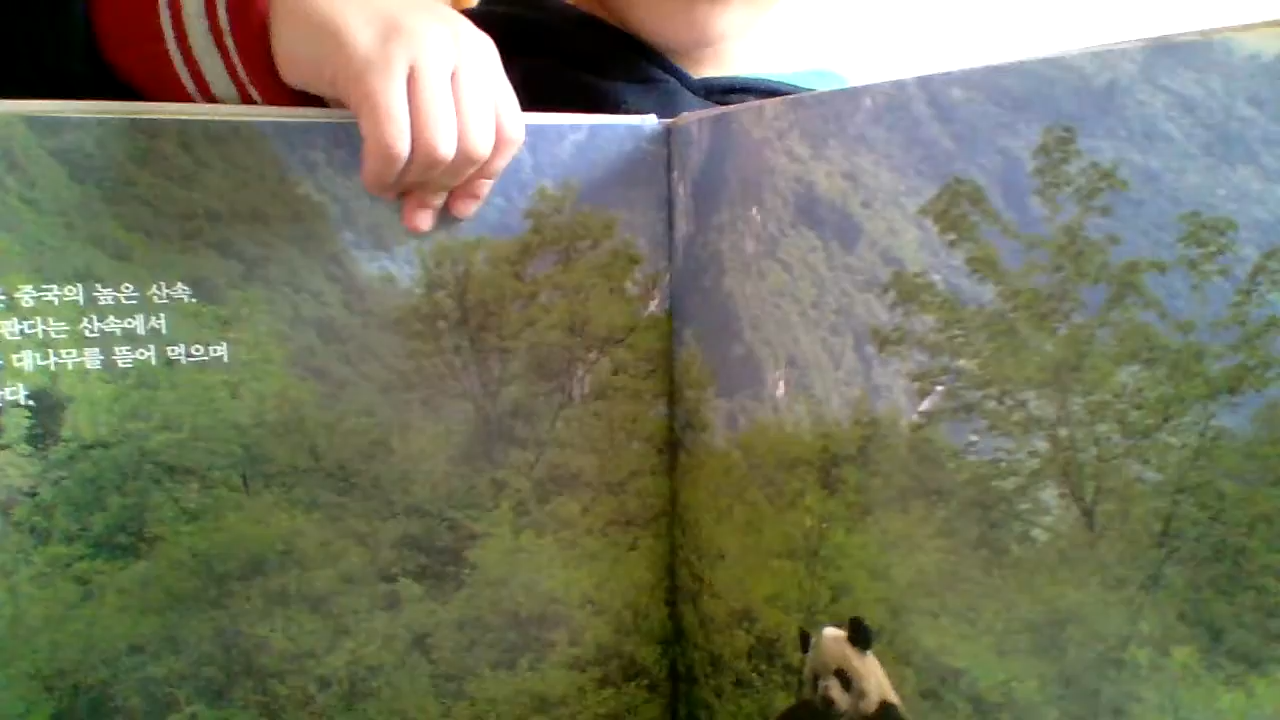 중국의 높은 산속.
판다는 산속에서
대나무를 뜯어 먹으며